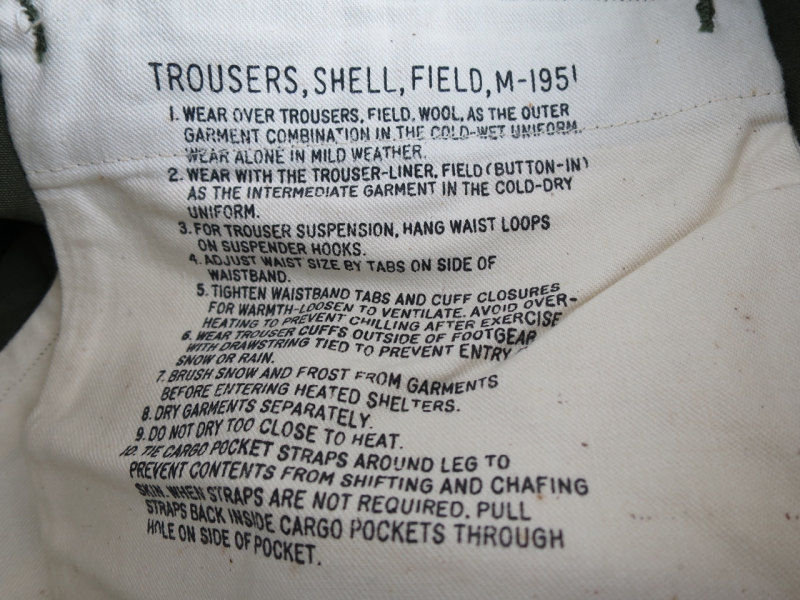 TROUSERS, SHELL, FIELD, M-1951
1. WEAR OVER TROUSERS, FIELD, WOOL, AS THE OUTER
GARMENT COMBINATION IN THE COLD-WET UNIFORM.
WEAR ALONE IN MILD WEATHER.
2. WEAR WITH THE TROUSER-LINER, FIELD (BUTTON-IN)
AS THE INTERMEDIATE GARMENT IN THE COLD-DRY
UNIFORM.
3. FOR TROUSER SUSPENSION, HANG WAIST LOOPS
ON SUSPENDER HOOKS.
4. ADJUST WAIST SIZE BY TABS ON SIDE OF
WAISTBAND.
5. TIGHTEN WAISTBAND TABS AND CUFF CLOSURES
FOR WARMTH-LOOSEN TO VENTILATE. AVOID OVER-
HEATING TO PREVENT CHILLING AFTER EXERCISE
6. WEAR TROUSER CUFFS OUTSIDE OF FOOTGEAR
WITH DRAWSTRING TIED TO PREVENT ENTRY
SNOW OR RAIN.
7. BRUSH SNOW AND FROST FROM GARMENTS
BEFORE ENTERING HEATED SHELTERS.
8. DRY GARMENTS SEPARATELY.
9. DO NOT DRY TOO CLOSE TO HEAT.
10. TIE CARGO POCKET STRAPS AROUND LEG TO
PREVENT CONTENTS FROM SHIFTING AND CHAFING
SKIN. WHEN STRAPS ARE NOT REQUIRED. PULL
STRAPS BACK INSIDE CARGO POCKETS THROUGH
HOLE ON SIDE OF POCKET.